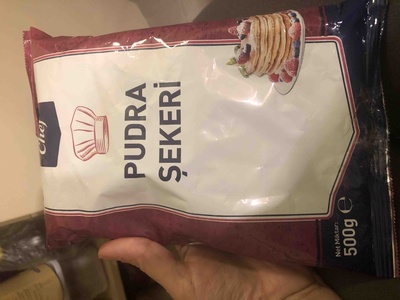 Chef
PUDRA
ŞEKERİ
Net Miktar:
500g ℮